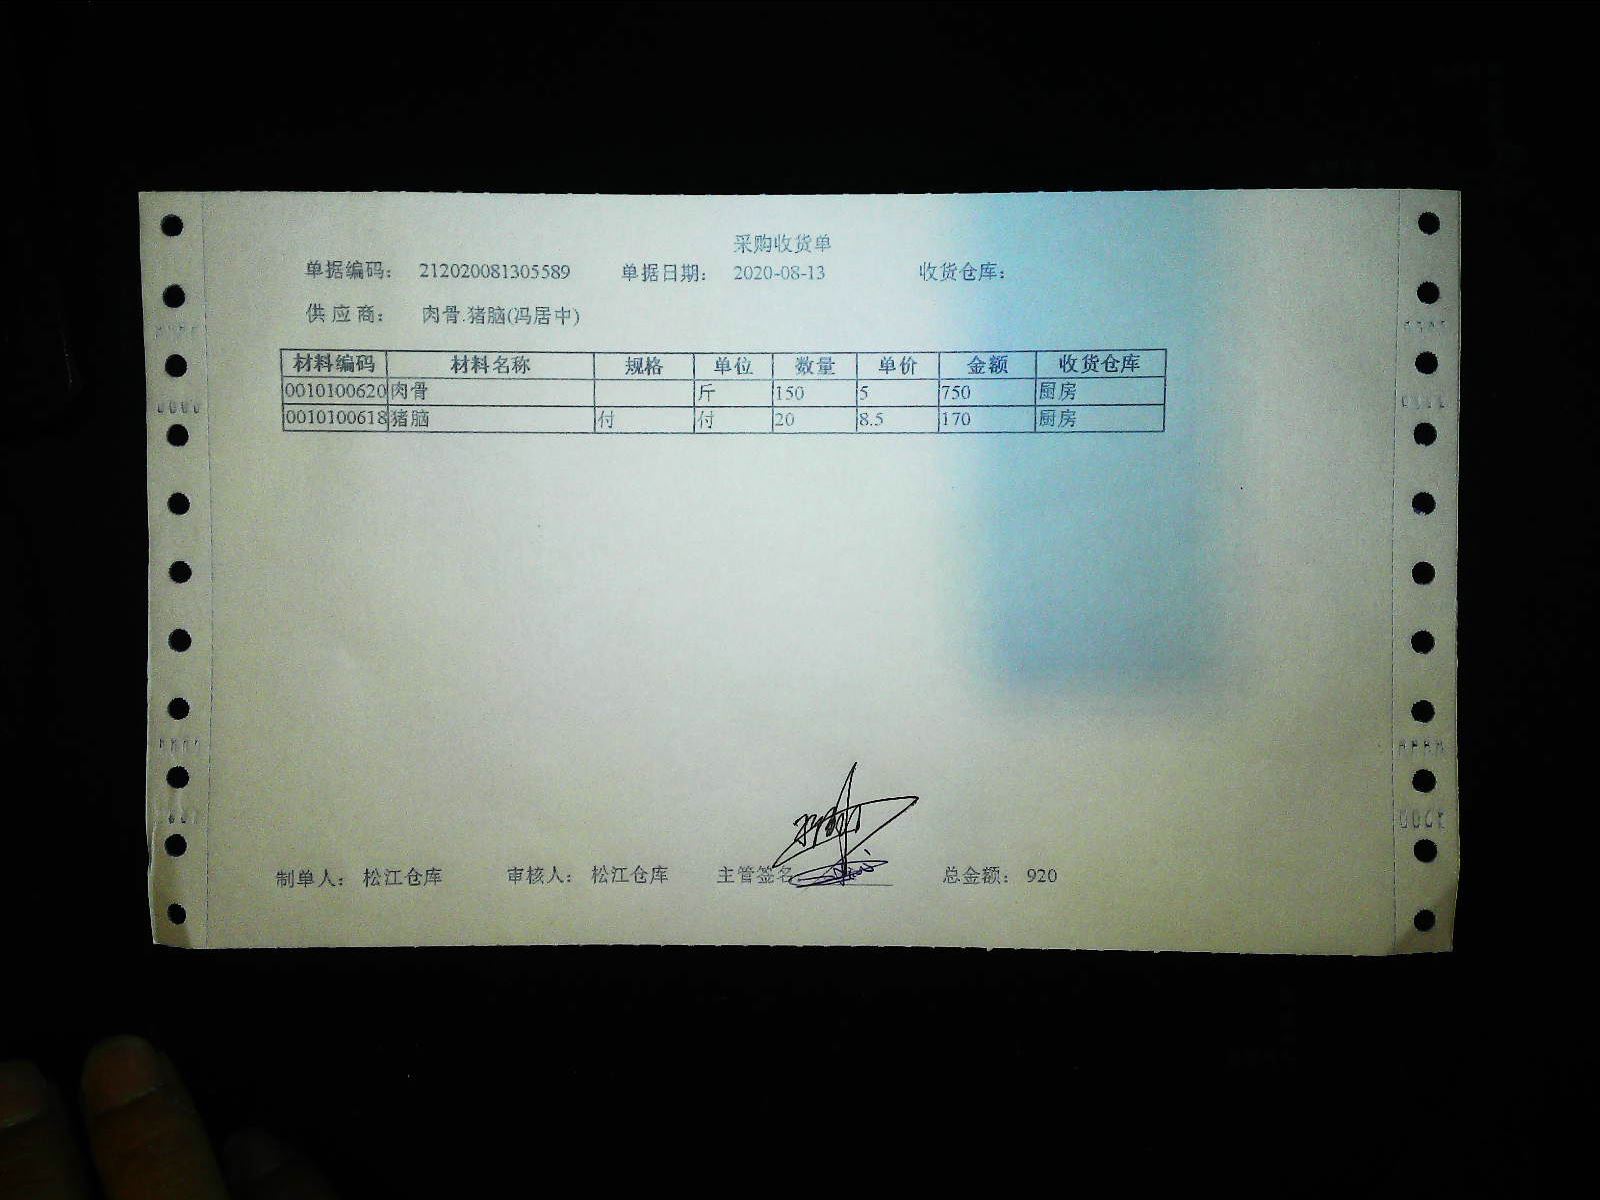 采购收货单
单据编码： 212020081305589 单据日期： 2020-08-13 收货仓库：
供应商： 肉骨.猪脑(冯居中)
材料编码 材料名称 规格 单位 数量 单价 金额 收货仓库
0010100620 肉骨 斤 150 5 750 厨房
0010100618 猪脑 付 付 20 8.5 170 厨房
制单人： 松江仓库 审核人： 松江仓库 主管签名 总金额： 920